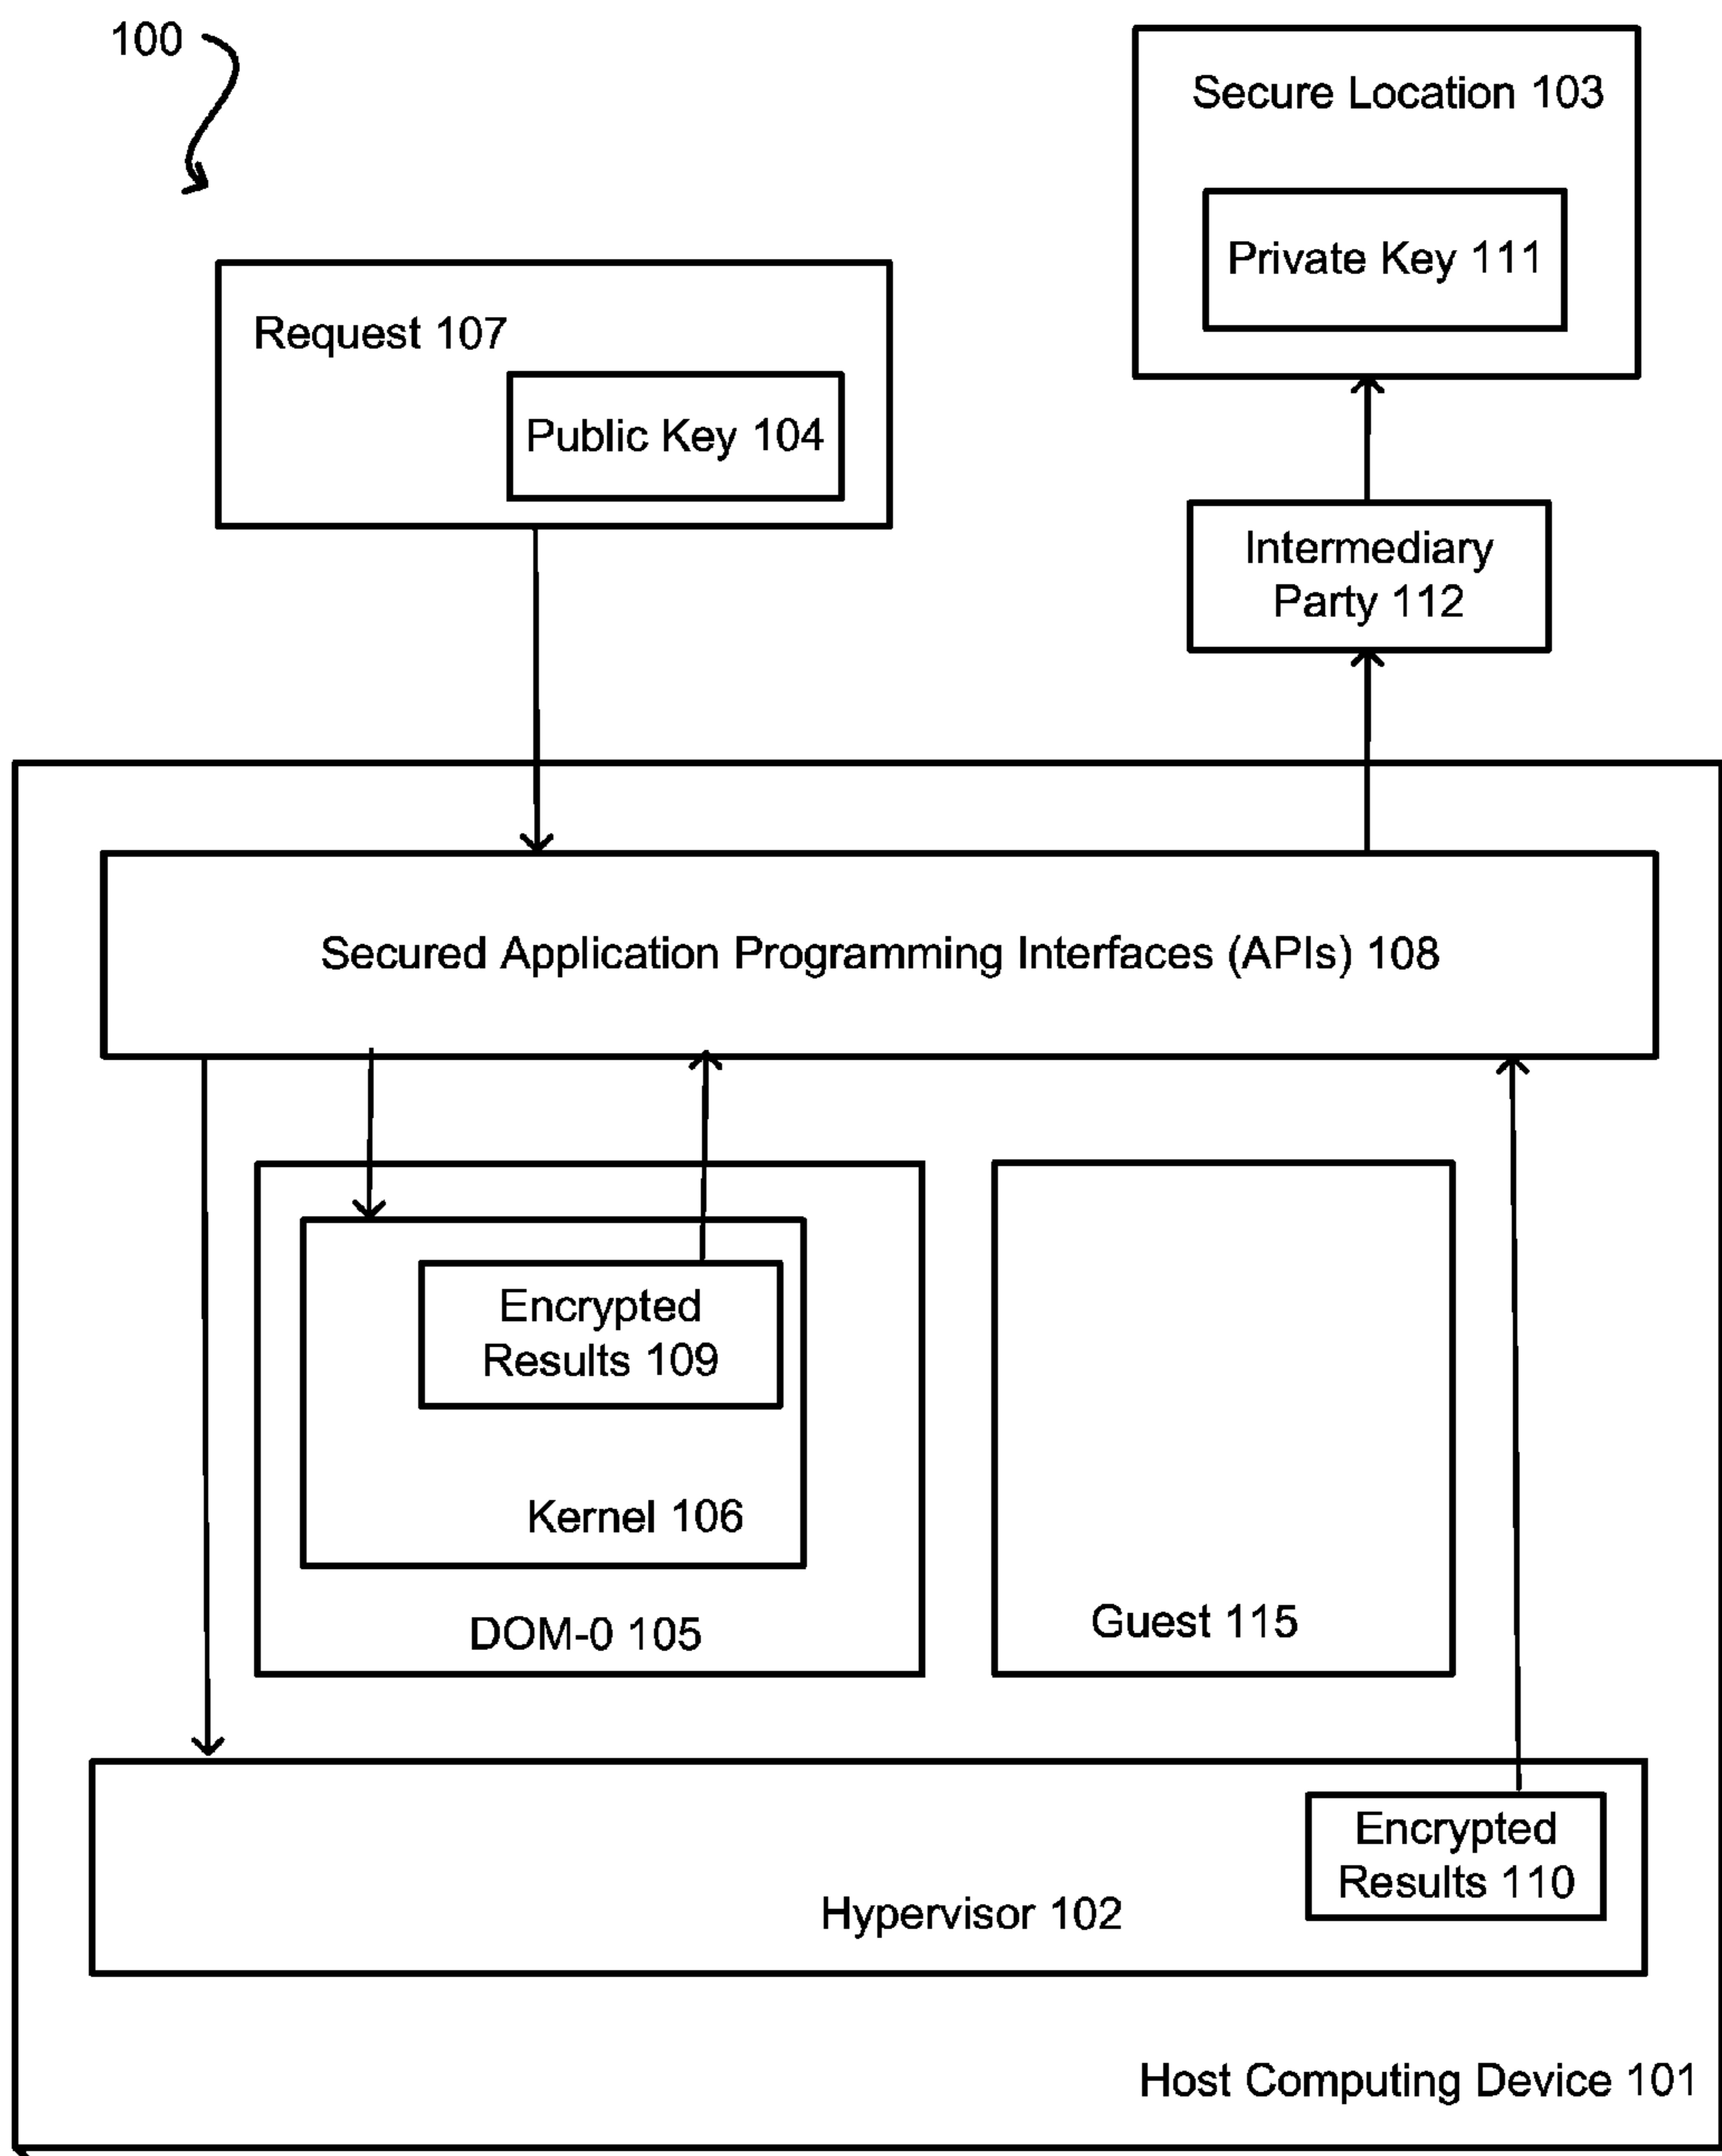 100
Secure Location 103
Private Key 111
Request 107
Public Key 104
Intermediary
Party 112
Secured Application Programming Interfaces (APIs) 108
Encrypted
Results 109
Kernel 106
DOM-0 105
Guest 115
Encrypted
Results 110
Hypervisor 102
Host Computing Device 101